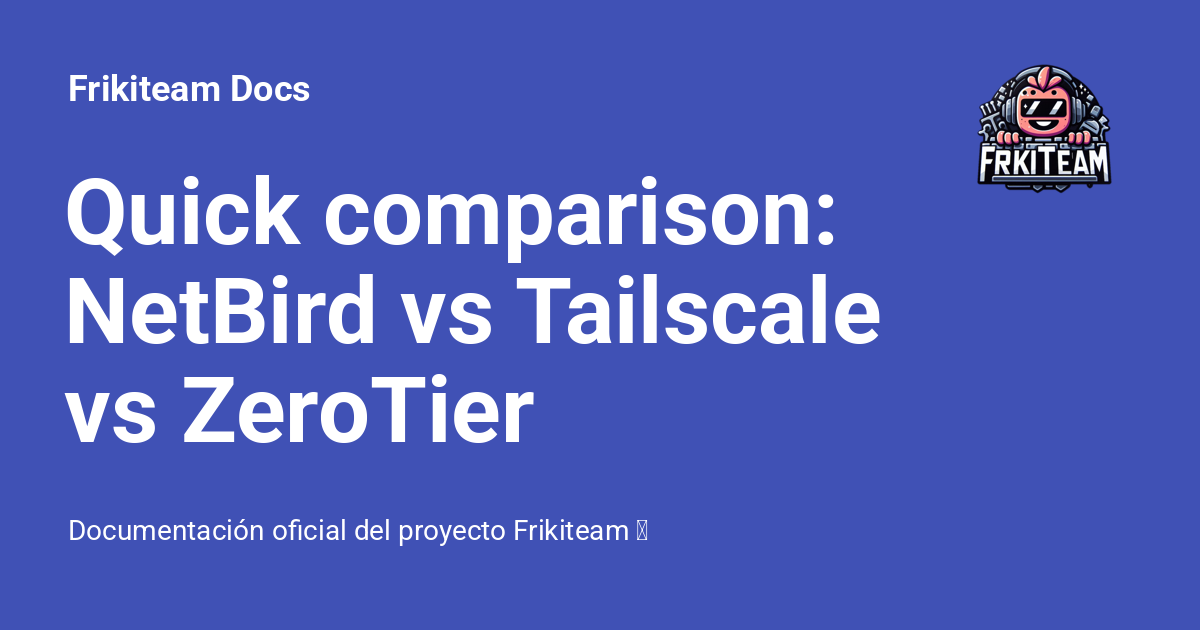 Frikiteam Docs
FRKITEAM
Quick comparison:
NetBird vs Tailscale
vs ZeroTier
Documentación oficial del proyecto Frikiteam